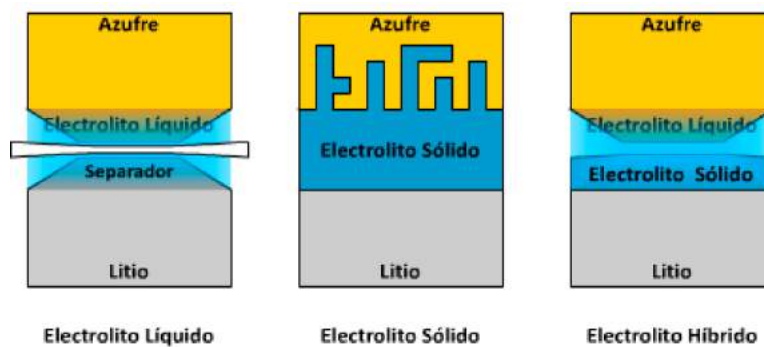 Azufre
Electrolito Líquido
Separador
Litio
Electrolito Líquido
Azufre
Electrolito Sólido
Litio
Electrolito Sólido
Azufre
Electrolito Líquido
Electrolito Sólido
Litio
Electrolito Híbrido